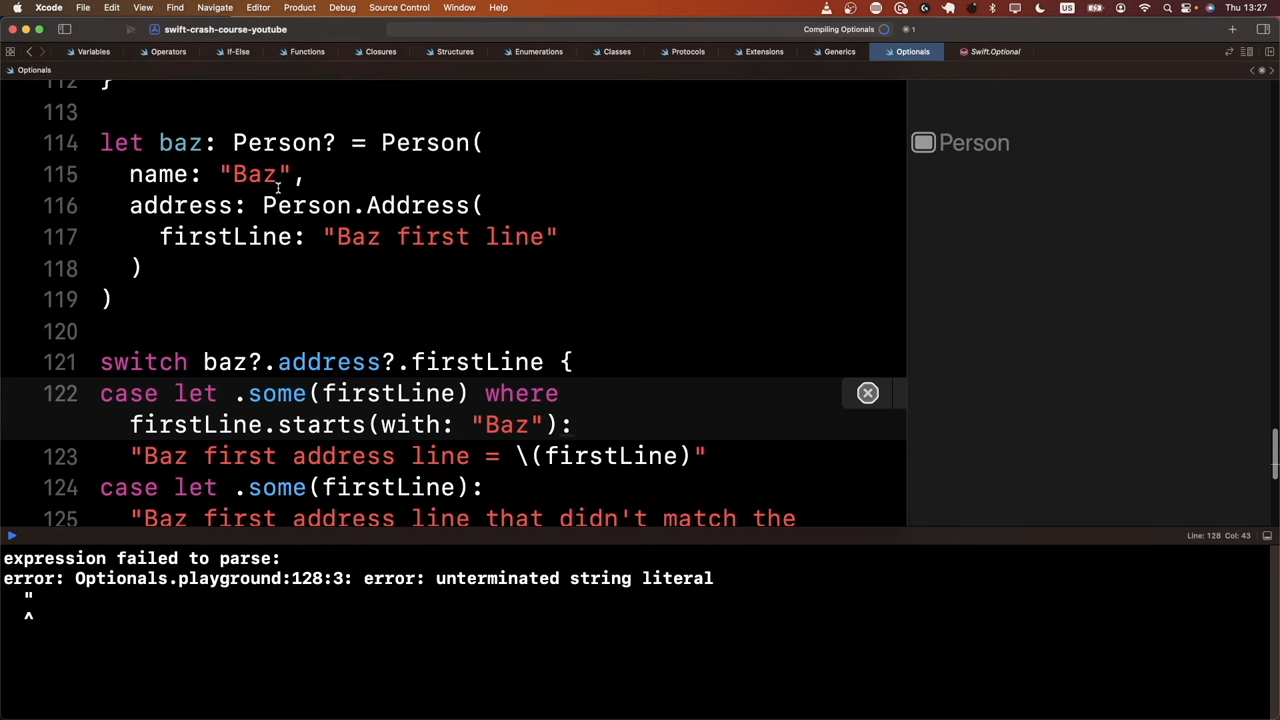 Xcode File Edit View Find Navigate Editor Product Debug Source Control Window Help US Thu 13:27
swift-crash-course-youtube Compiling Optionals 1
Variables Operators If-Else Functions Closures Structures Enumerations Classes Protocols Extensions Generics Optionals Swift.Optional
Optionals
112 }
113
114 let baz: Person? = Person( Person
115 name: "Baz",
116 address: Person.Address(
117 firstLine: "Baz first line"
118 )
119 )
120
121 switch baz?.address?.firstLine {
122 case let .some(firstLine) where
firstLine.starts(with: "Baz"):
123 "Baz first address line = \(firstLine)"
124 case let .some(firstLine):
125 "Baz first address line that didn't match the
Line: 128 Col: 43
expression failed to parse:
error: Optionals.playground:128:3: error: unterminated string literal
"
^